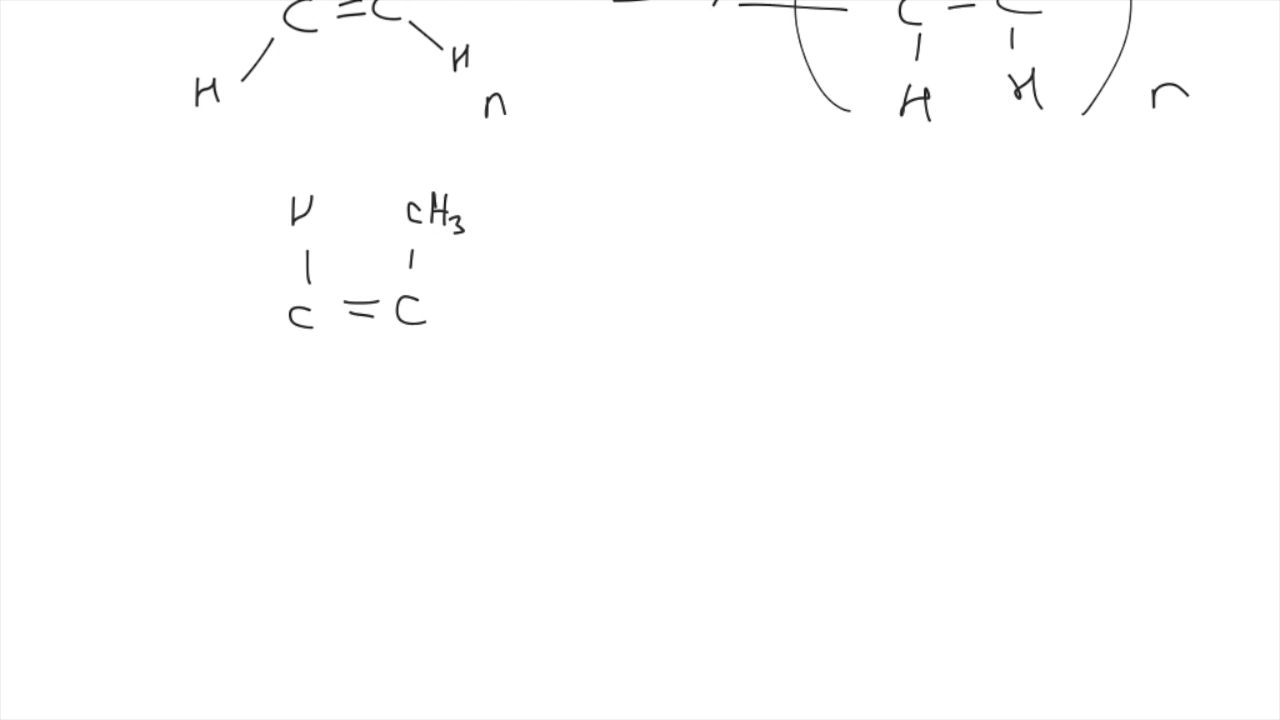 C = C C - C
H H H H
n n
H CH3
| |
C = C